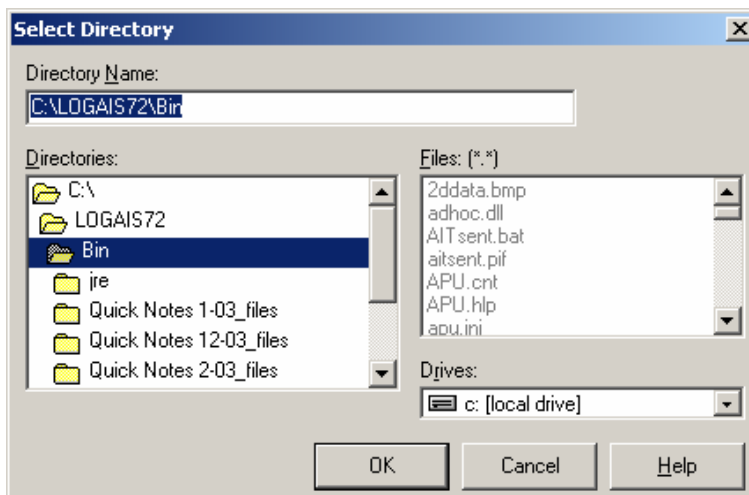 Select Directory
Directory Name:
C:\LOGAIS72\Bin
Directories:
C:\
LOGAIS72
Bin
jre
Quick Notes 1-03_files
Quick Notes 12-03_files
Quick Notes 2-03_files
Files: (*.*)
2ddata.bmp
adhoc.dll
AITsent.bat
aitsent.pif
APU.cnt
APU.hlp
apu.ini
Drives:
c: [local drive]
OK
Cancel
Help